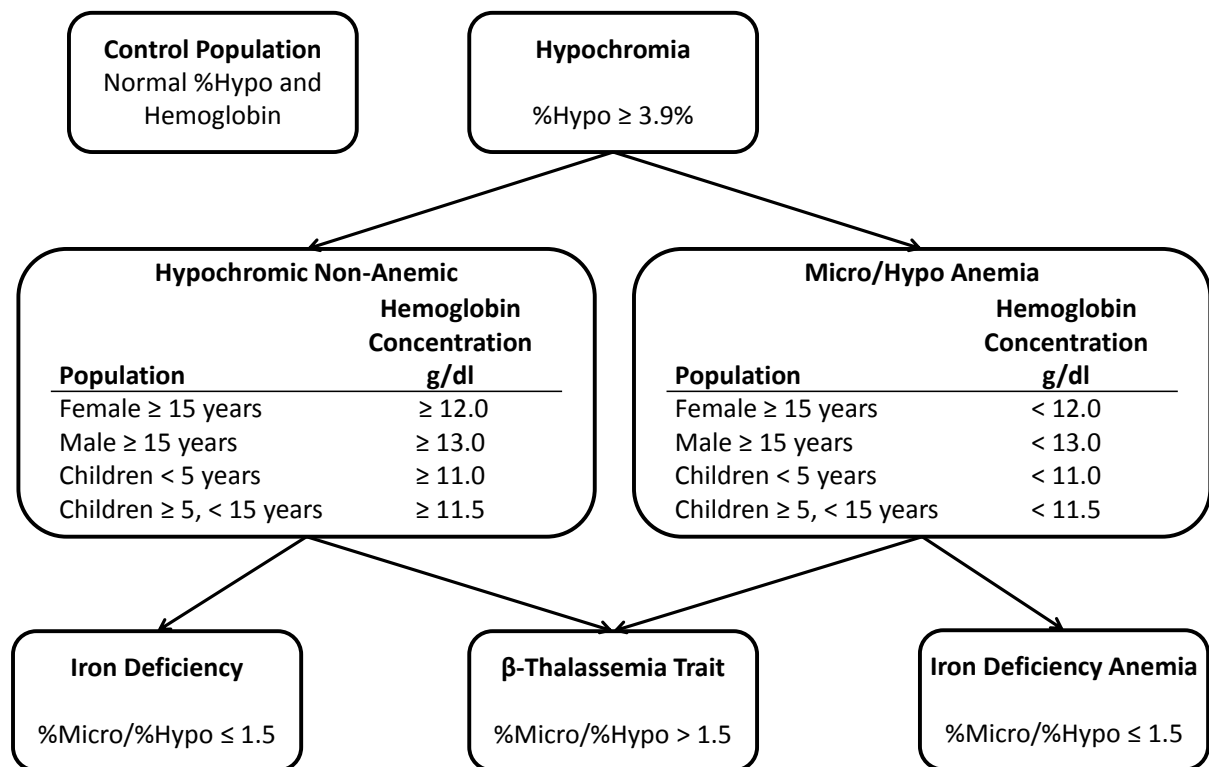 Control Population
Normal %Hypo and
Hemoglobin
Hypochromia
%Hypo ≥ 3.9%
Hypochromic Non-Anemic
Hemoglobin
Concentration
Population g/dl
Female ≥ 15 years ≥ 12.0
Male ≥ 15 years ≥ 13.0
Children < 5 years ≥ 11.0
Children ≥ 5, < 15 years ≥ 11.5
Micro/Hypo Anemia
Hemoglobin
Concentration
Population g/dl
Female ≥ 15 years < 12.0
Male ≥ 15 years < 13.0
Children < 5 years < 11.0
Children ≥ 5, < 15 years < 11.5
Iron Deficiency
%Micro/%Hypo ≤ 1.5
β-Thalassemia Trait
%Micro/%Hypo > 1.5
Iron Deficiency Anemia
%Micro/%Hypo ≤ 1.5